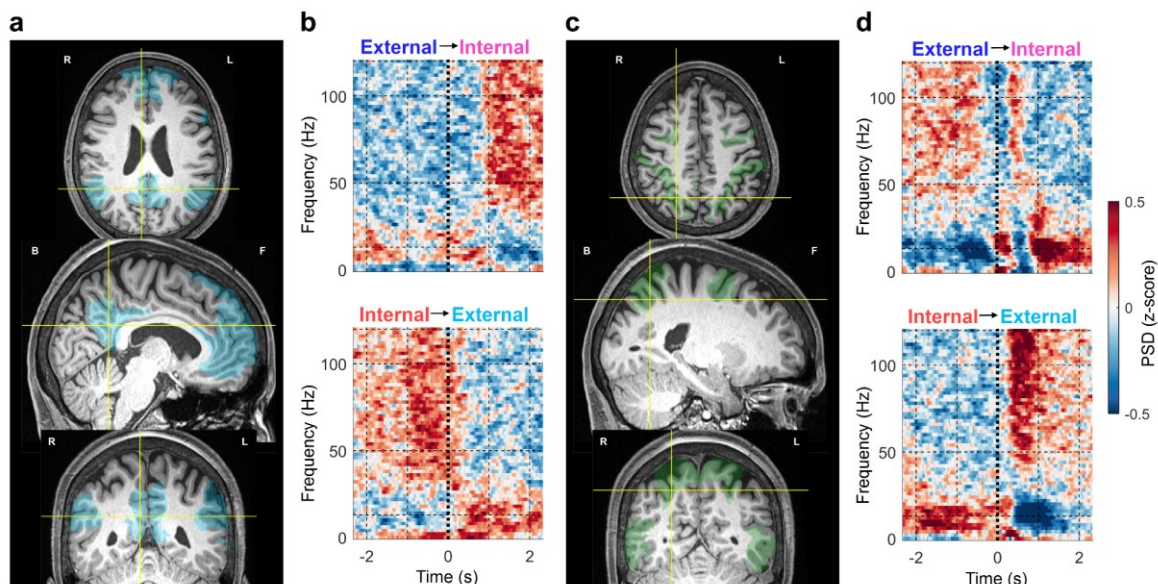 a
R
L
B
F
R
L
b
External→Internal
Frequency (Hz)
100
50
0
Internal→External
Frequency (Hz)
100
50
0
-2
0
2
Time (s)
c
R
L
B
F
R
L
d
External→Internal
Frequency (Hz)
100
50
0
Internal→External
Frequency (Hz)
100
50
0
-2
0
2
Time (s)
0.5
0
-0.5
PSD (z-score)